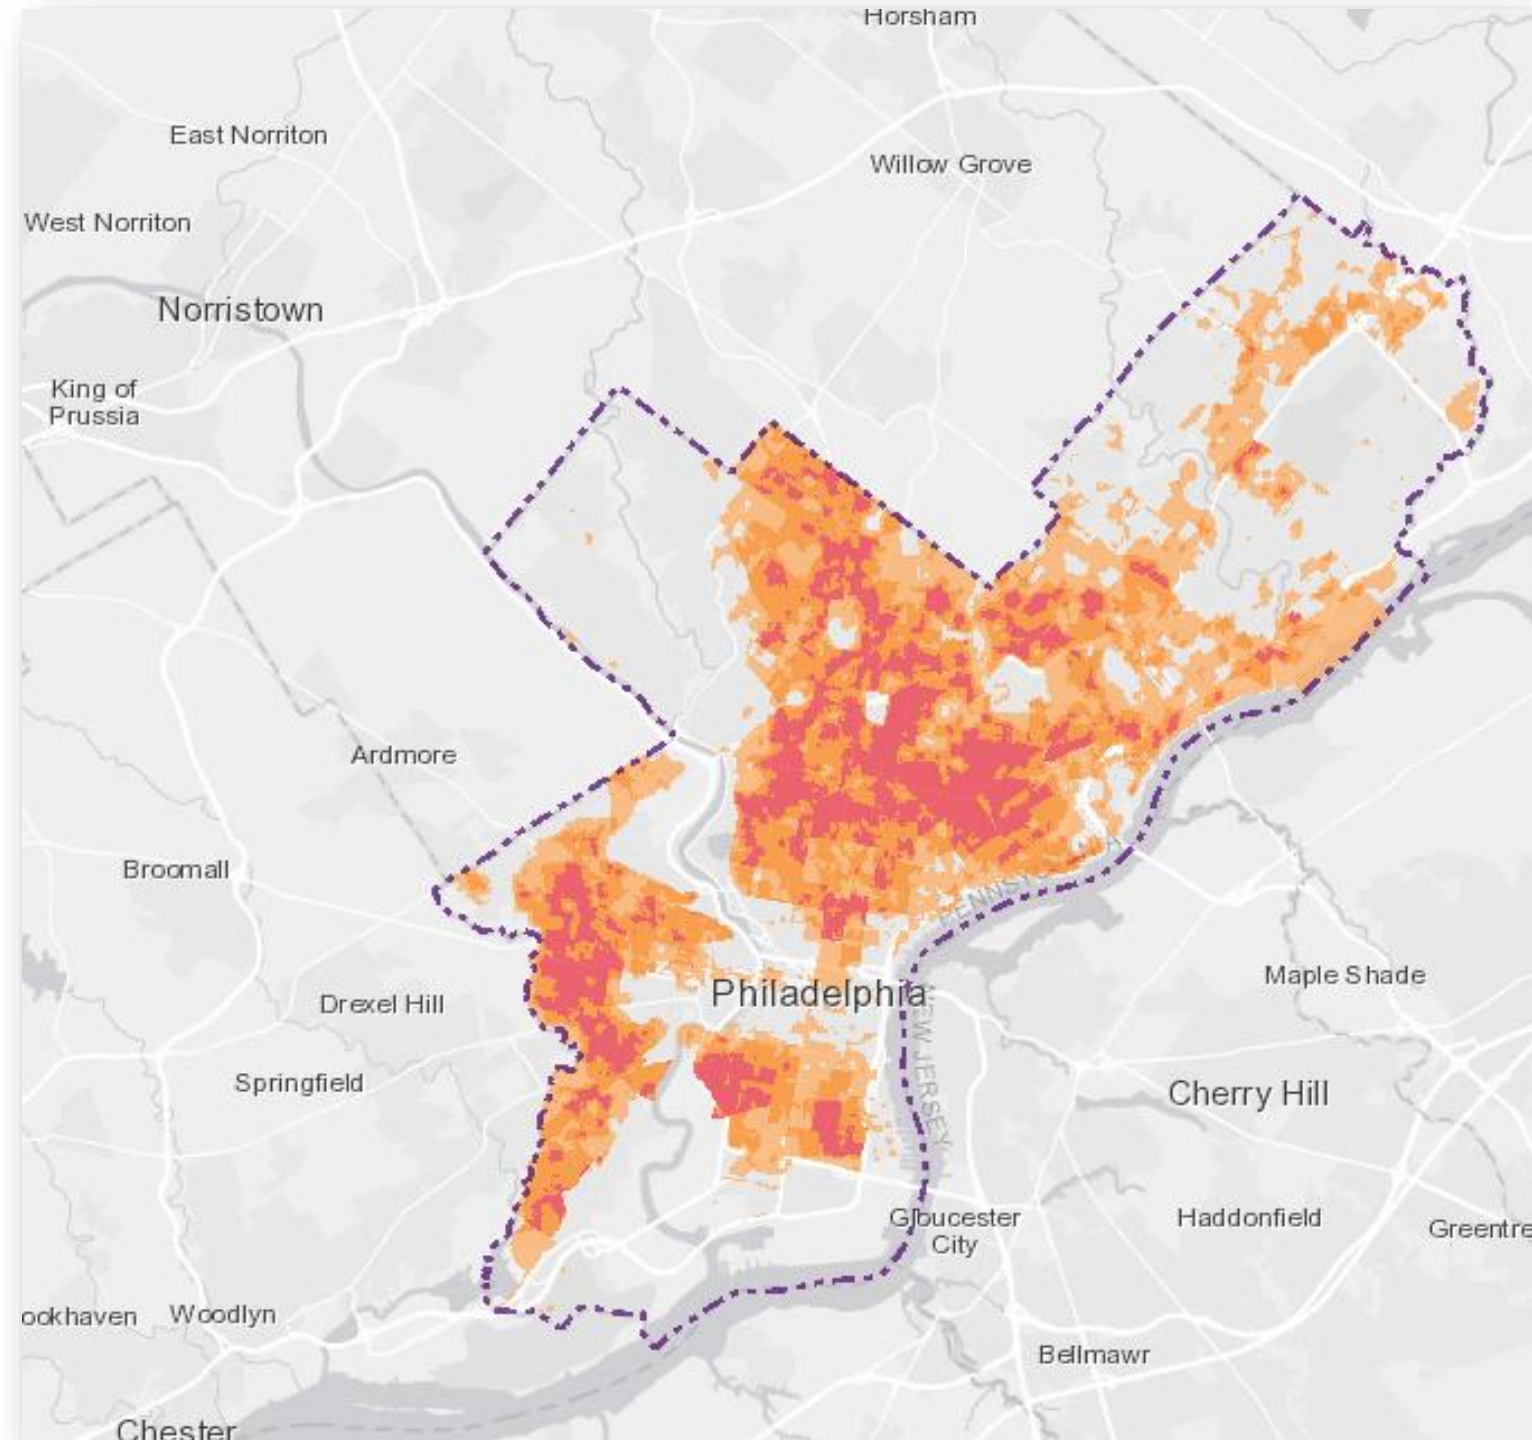 Horsham
East Norriton
Willow Grove
West Norriton
Norristown
King of
Prussia
Ardmore
Broomall
Maple Shade
Drexel Hill
Philadelphia
NEW JERSEY
Springfield
Cherry Hill
Gloucester
City
Haddonfield
Greentre
ookhaven
Woodlyn
Bellmawr
Chester